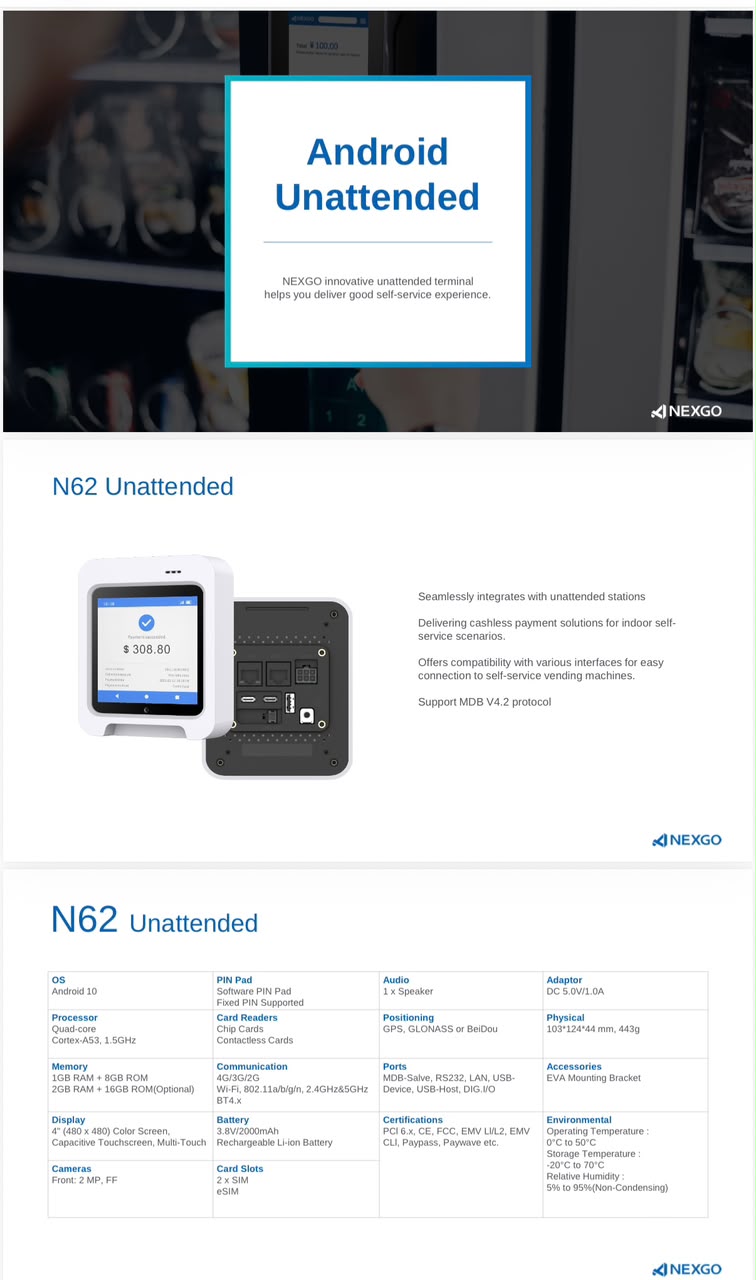 NEXGO
Total: ¥ 100.00
Android
Unattended
NEXGO innovative unattended terminal
helps you deliver good self-service experience.
1 2
NEXGO
N62 Unattended
Payment successful
$ 308.80
Seamlessly integrates with unattended stations
Delivering cashless payment solutions for indoor self-
service scenarios.
Offers compatibility with various interfaces for easy
connection to self-service vending machines.
Support MDB V4.2 protocol
NEXGO
N62 Unattended
OS
Android 10
PIN Pad
Software PIN Pad
Fixed PIN Supported
Audio
1 x Speaker
Adaptor
DC 5.0V/1.0A
Processor
Quad-core
Cortex-A53, 1.5GHz
Card Readers
Chip Cards
Contactless Cards
Positioning
GPS, GLONASS or BeiDou
Physical
103*124*44 mm, 443g
Memory
1GB RAM + 8GB ROM
2GB RAM + 16GB ROM(Optional)
Communication
4G/3G/2G
Wi-Fi, 802.11a/b/g/n, 2.4GHz&5GHz
BT4.x
Ports
MDB-Salve, RS232, LAN, USB-
Device, USB-Host, DIG.I/O
Accessories
EVA Mounting Bracket
Display
4" (480 x 480) Color Screen,
Capacitive Touchscreen, Multi-Touch
Battery
3.8V/2000mAh
Rechargeable Li-ion Battery
Certifications
PCI 6.x, CE, FCC, EMV LI/L2, EMV
CLI, Paypass, Paywave etc.
Environmental
Operating Temperature :
0°C to 50°C
Storage Temperature :
-20°C to 70°C
Relative Humidity :
5% to 95%(Non-Condensing)
Cameras
Front: 2 MP, FF
Card Slots
2 x SIM
eSIM
NEXGO